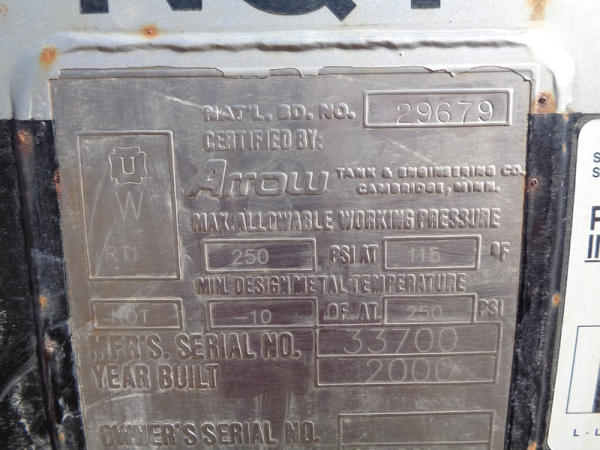 NAT'L. BD. NO. 29679
CERTIFIED BY:
U
W
RT1
Arrow TANK & ENGINEERING CO.
CAMBRIDGE, MINN.
MAX. ALLOWABLE WORKING PRESSURE
250 PSI AT 115 °F
MIN. DESIGN METAL TEMPERATURE
NOT -10 OF AT 250 PSI
MFR'S. SERIAL NO. 33700
YEAR BUILT 2000
OWNER'S SERIAL NO.